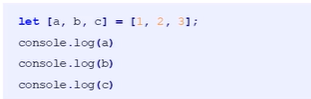 let [a, b, c] = [1, 2, 3];
console.log(a)
console.log(b)
console.log(c)